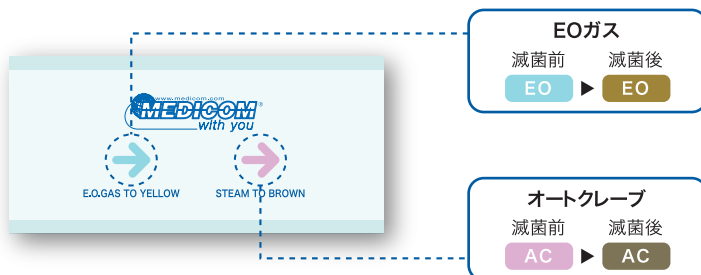 www.medicom.com
MEDICOM®
with you
E.O.GAS TO YELLOW
STEAM TO BROWN
EOガス
滅菌前 滅菌後
EO ▶ EO
オートクレーブ
滅菌前 滅菌後
AC ▶ AC